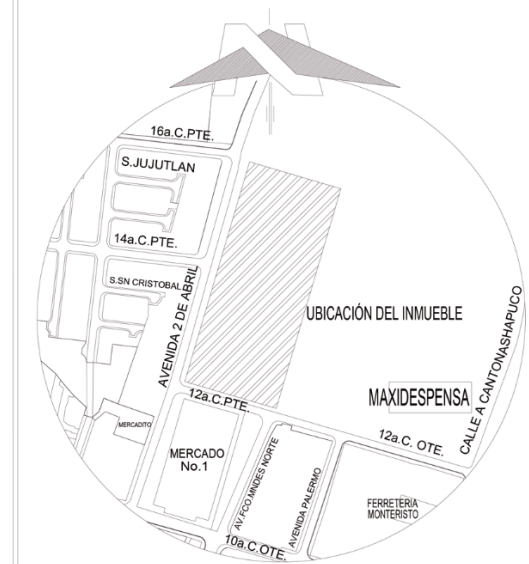 16a.C.PTE.
S.JUJUTLAN
14a.C.PTE.
S.SN CRISTOBAL
AVENIDA 2 DE ABRIL
UBICACIÓN DEL INMUEBLE
CALLE A CANTONASHAPUCO
MAXIDESPENSA
12a.C.PTE.
MERCADITO
MERCADO
No.1
12a.C. OTE.
AV.FCO.MNDES NORTE
AVENIDA PALERMO
FERRETERIA
MONTERISTO
10a.C.OTE.